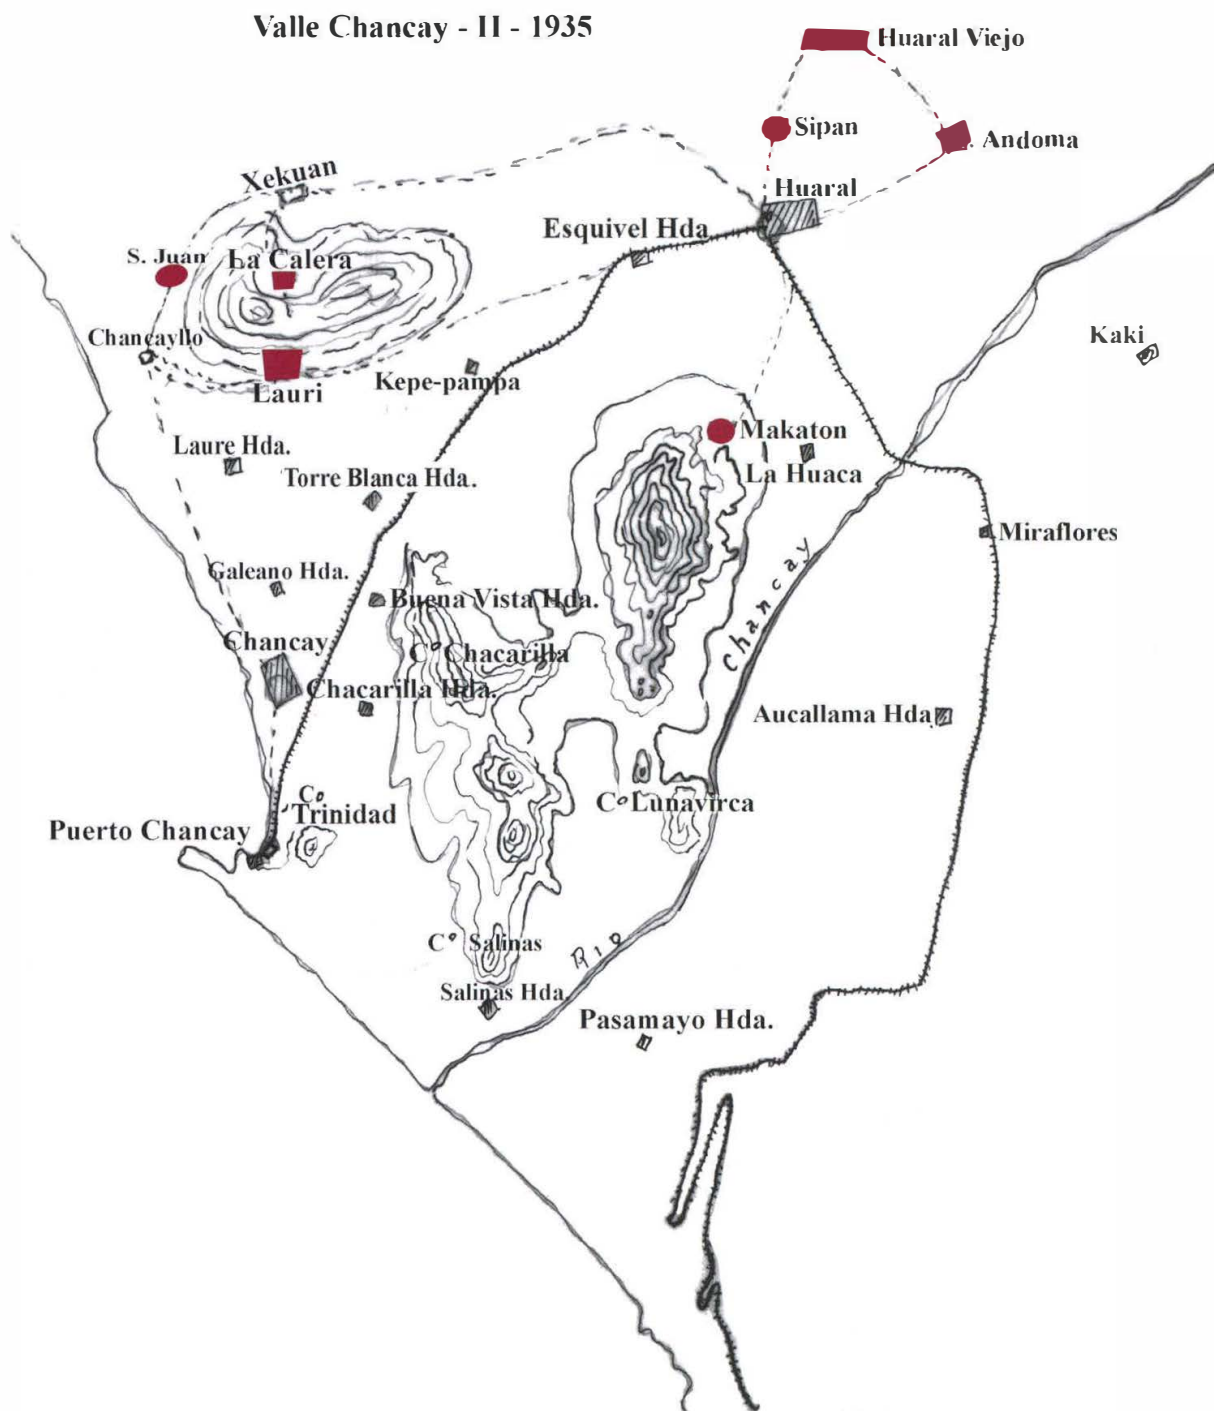 Valle Chancay - II - 1935
Huaral Viejo
Sipan
Andoma
Xekuan
Huaral
Esquivel Hda.
S. Juan
La Calera
Chancayllo
Kaki
Kepe-pampa
Lauri
Makaton
Laure Hda.
La Huaca
Torre Blanca Hda.
Miraflores
Galeano Hda.
Buena Vista Hda.
Chancay
Chancay
Cº Chacarilla
Chacarilla Hda.
Aucallama Hda
Cº
Trinidad
Cº Lunavirca
Puerto Chancay
Cº Salinas
Rio
Salinas Hda.
Pasamayo Hda.